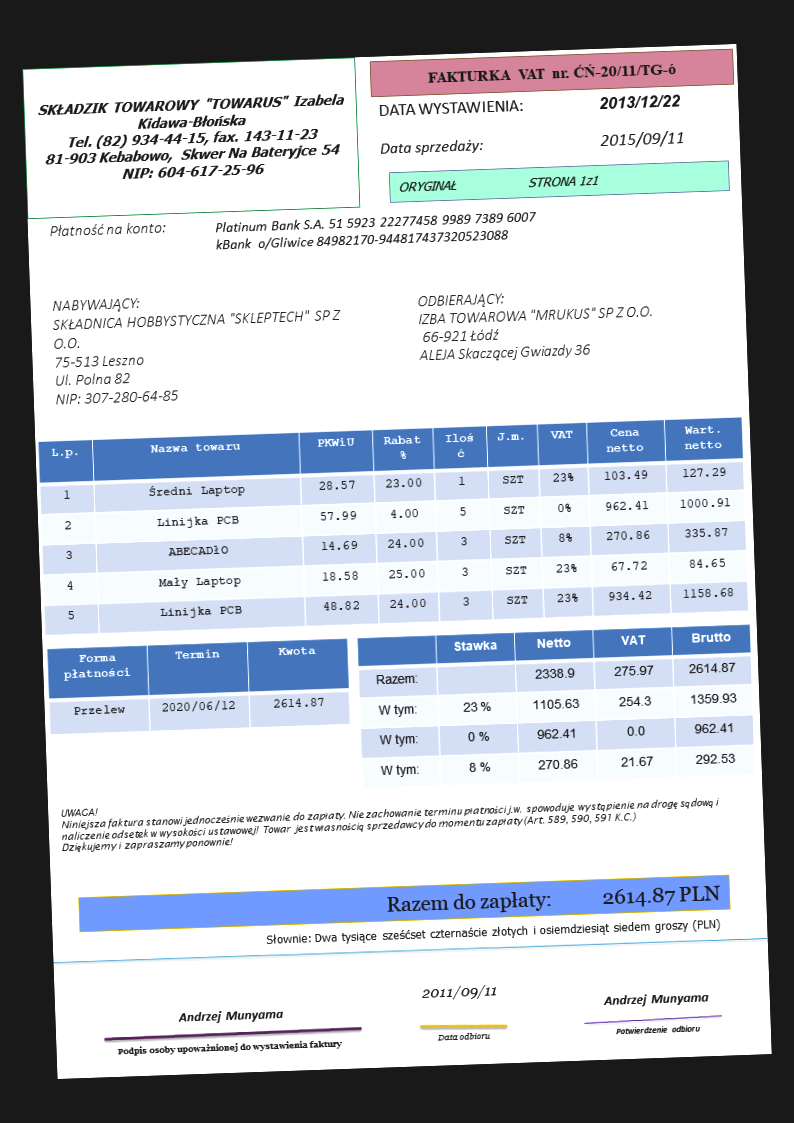 SKŁADZIK TOWAROWY "TOWARUS" Izabela
Kidawa-Błońska
Tel. (82) 934-44-15, fax. 143-11-23
81-903 Kebabowo, Skwer Na Bateryjce 54
NIP: 604-617-25-96
FAKTURKA VAT nr. ĆŃ-20/11/TG-ó
DATA WYSTAWIENIA: 2013/12/22
Data sprzedaży: 2015/09/11
ORYGINAŁ STRONA 1z1
Płatność na konto: Platinum Bank S.A. 51 5923 22277458 9989 7389 6007
kBank o/Gliwice 84982170-944817437320523088
NABYWAJĄCY:
SKŁADNICA HOBBYSTYCZNA "SKLEPTECH" SP Z
O.O.
75-513 Leszno
Ul. Polna 82
NIP: 307-280-64-85
ODBIERAJĄCY:
IZBA TOWAROWA "MRUKUS" SP Z O.O.
66-921 Łódź
ALEJA Skaczącej Gwiazdy 36
L.p. Nazwa towaru PKWiU Rabat % Ilość J.m. VAT Cena netto Wart. netto
1 Średni Laptop 28.57 23.00 1 SZT 23% 103.49 127.29
2 Linijka PCB 57.99 4.00 5 SZT 0% 962.41 1000.91
3 ABECADŁO 14.69 24.00 3 SZT 8% 270.86 335.87
4 Mały Laptop 18.58 25.00 3 SZT 23% 67.72 84.65
5 Linijka PCB 48.82 24.00 3 SZT 23% 934.42 1158.68
Forma płatności Termin Kwota
Przelew 2020/06/12 2614.87
Stawka Netto VAT Brutto
Razem: 2338.9 275.97 2614.87
W tym: 23 % 1105.63 254.3 1359.93
W tym: 0 % 962.41 0.0 962.41
W tym: 8 % 270.86 21.67 292.53
UWAGA!
Niniejsza faktura stanowi jednocześnie wezwanie do zapłaty. Nie zachowanie terminu płatności j.w. spowoduje wystąpienie na drogę sądową i
naliczenie odsetek w wysokości ustawowej! Towar jest własnością sprzedawcy do momentu zapłaty (Art. 589, 590, 591 K.C.)
Dziękujemy i zapraszamy ponownie!
Razem do zapłaty: 2614.87 PLN
Słownie: Dwa tysiące sześćset czternaście złotych i osiemdziesiąt siedem groszy (PLN)
Andrzej Munyama
Podpis osoby upoważnionej do wystawienia faktury
2011/09/11
Data odbioru
Andrzej Munyama
Potwierdzenie odbioru